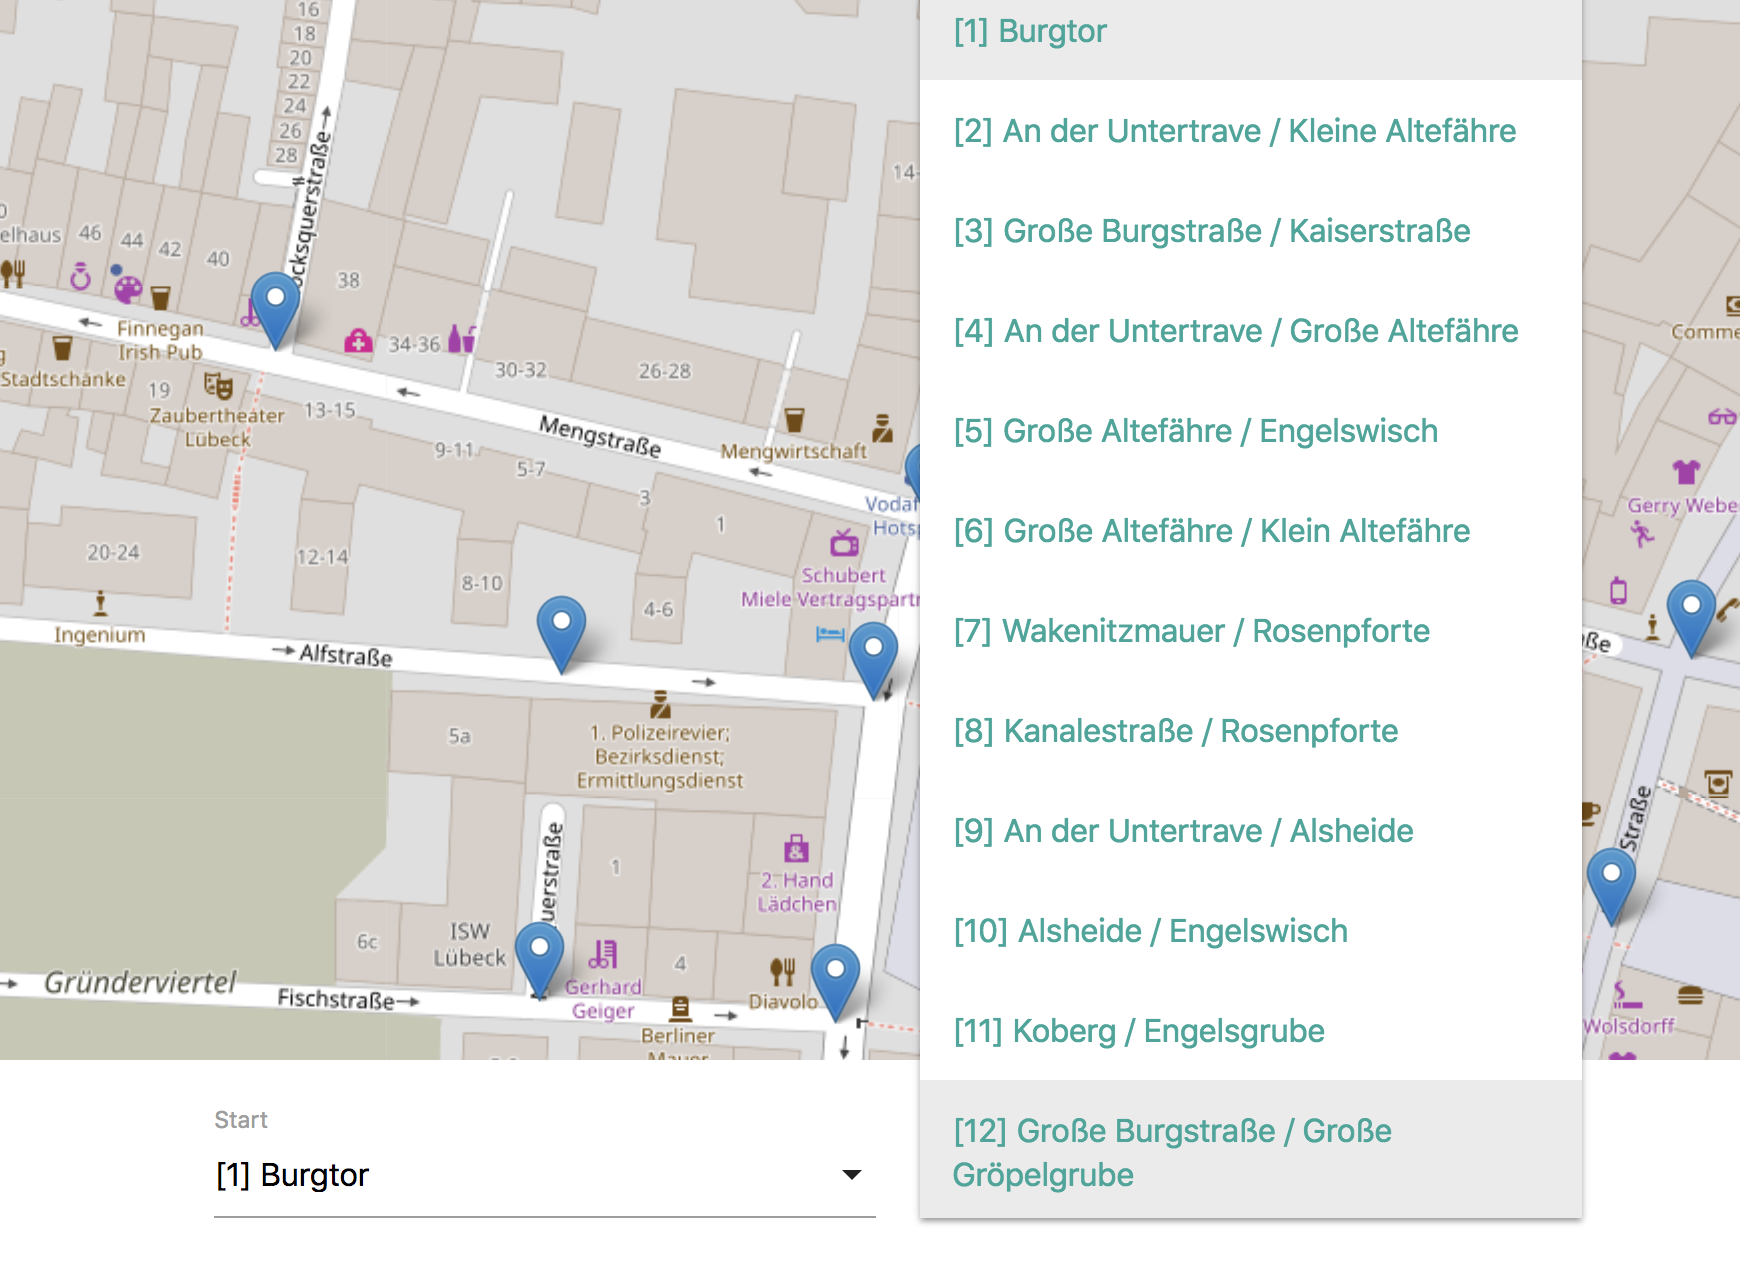 16
18
20
22
24
26
28
ocksquerstraße
elhaus
46
44
42
40
38
Finnegan
Irish Pub
34-36
30-32
26-28
14-
Stadtschänke
19
Zaubertheater
Lübeck
13-15
9-11
5-7
Mengstraße
Mengwirtschaft
3
1
Vodaf
Hotsp
20-24
12-14
8-10
4-6
Schubert
Miele Vertragspartn
Ingenium
Alfstraße
5a
1. Polizeirevier;
Bezirksdienst;
Ermittlungsdienst
uerstraße
1
2. Hand
Lädchen
6c
ISW
Lübeck
4
Gründerviertel
Fischstraße
Gerhard
Geiger
Diavolo
Berliner
Mauer
Comme
Gerry Webe
ße
Straße
Wolsdorff
[1] Burgtor
[2] An der Untertrave / Kleine Altefähre
[3] Große Burgstraße / Kaiserstraße
[4] An der Untertrave / Große Altefähre
[5] Große Altefähre / Engelswisch
[6] Große Altefähre / Klein Altefähre
[7] Wakenitzmauer / Rosenpforte
[8] Kanalestraße / Rosenpforte
[9] An der Untertrave / Alsheide
[10] Alsheide / Engelswisch
[11] Koberg / Engelsgrube
[12] Große Burgstraße / Große
Gröpelgrube
Start
[1] Burgtor